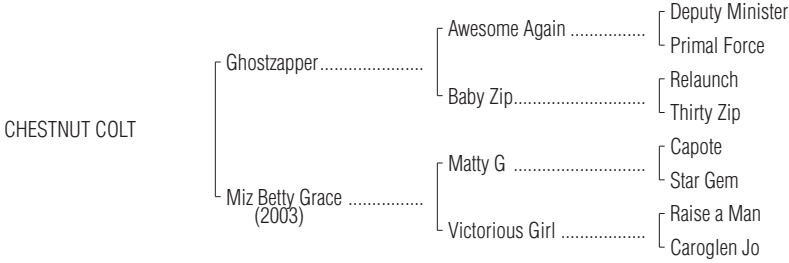 Deputy Minister
Awesome Again ................
Primal Force
Ghostzapper......................
Relaunch
Baby Zip............................
Thirty Zip
CHESTNUT COLT
Capote
Matty G ............................
Star Gem
Miz Betty Grace ................
(2003)
Raise a Man
Victorious Girl ..................
Caroglen Jo